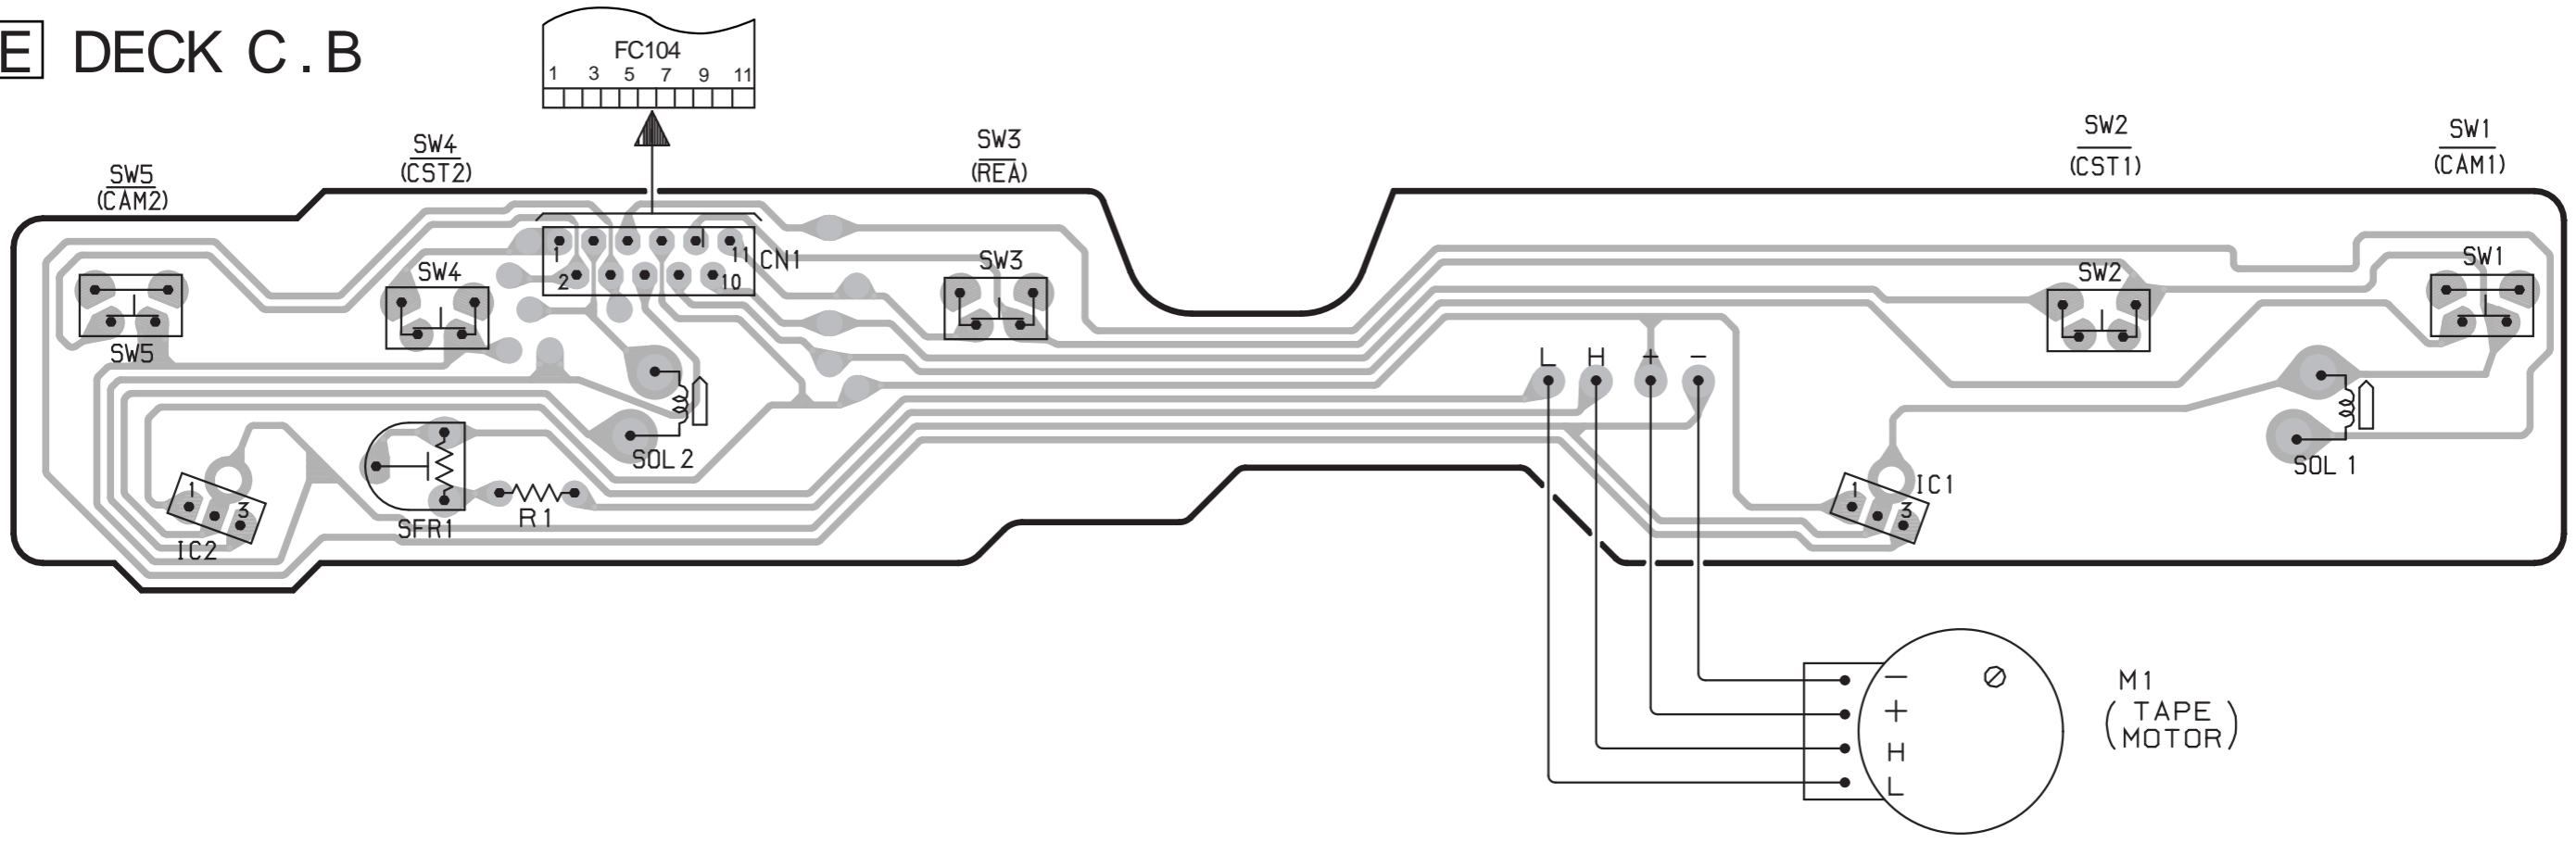 E DECK C.B
FC104
1 3 5 7 9 11
SW5
(CAM2)
SW4
(CST2)
SW3
(REA)
SW2
(CST1)
SW1
(CAM1)
1 11 CN1
2 10
SW5
SW4
SW3
SW2
SW1
L H + −
SOL 2
SOL 1
1 3
IC2
SFR1
R1
1 3
IC1
−
+
H
L
M1
( TAPE
MOTOR )